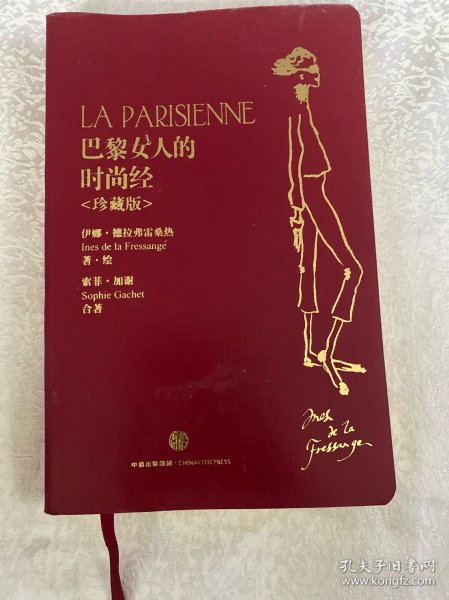 LA PARISIENNE
巴黎女人的
时尚经
<珍藏版>
伊娜·德拉弗雷桑热
Ines de la Fressange
著·绘
索菲·加谢
Sophie Gachet
合著
Ines
de la
Fressange
中信出版集团·CHINACITICPRESS
孔夫子旧书网
www.kongfz.com